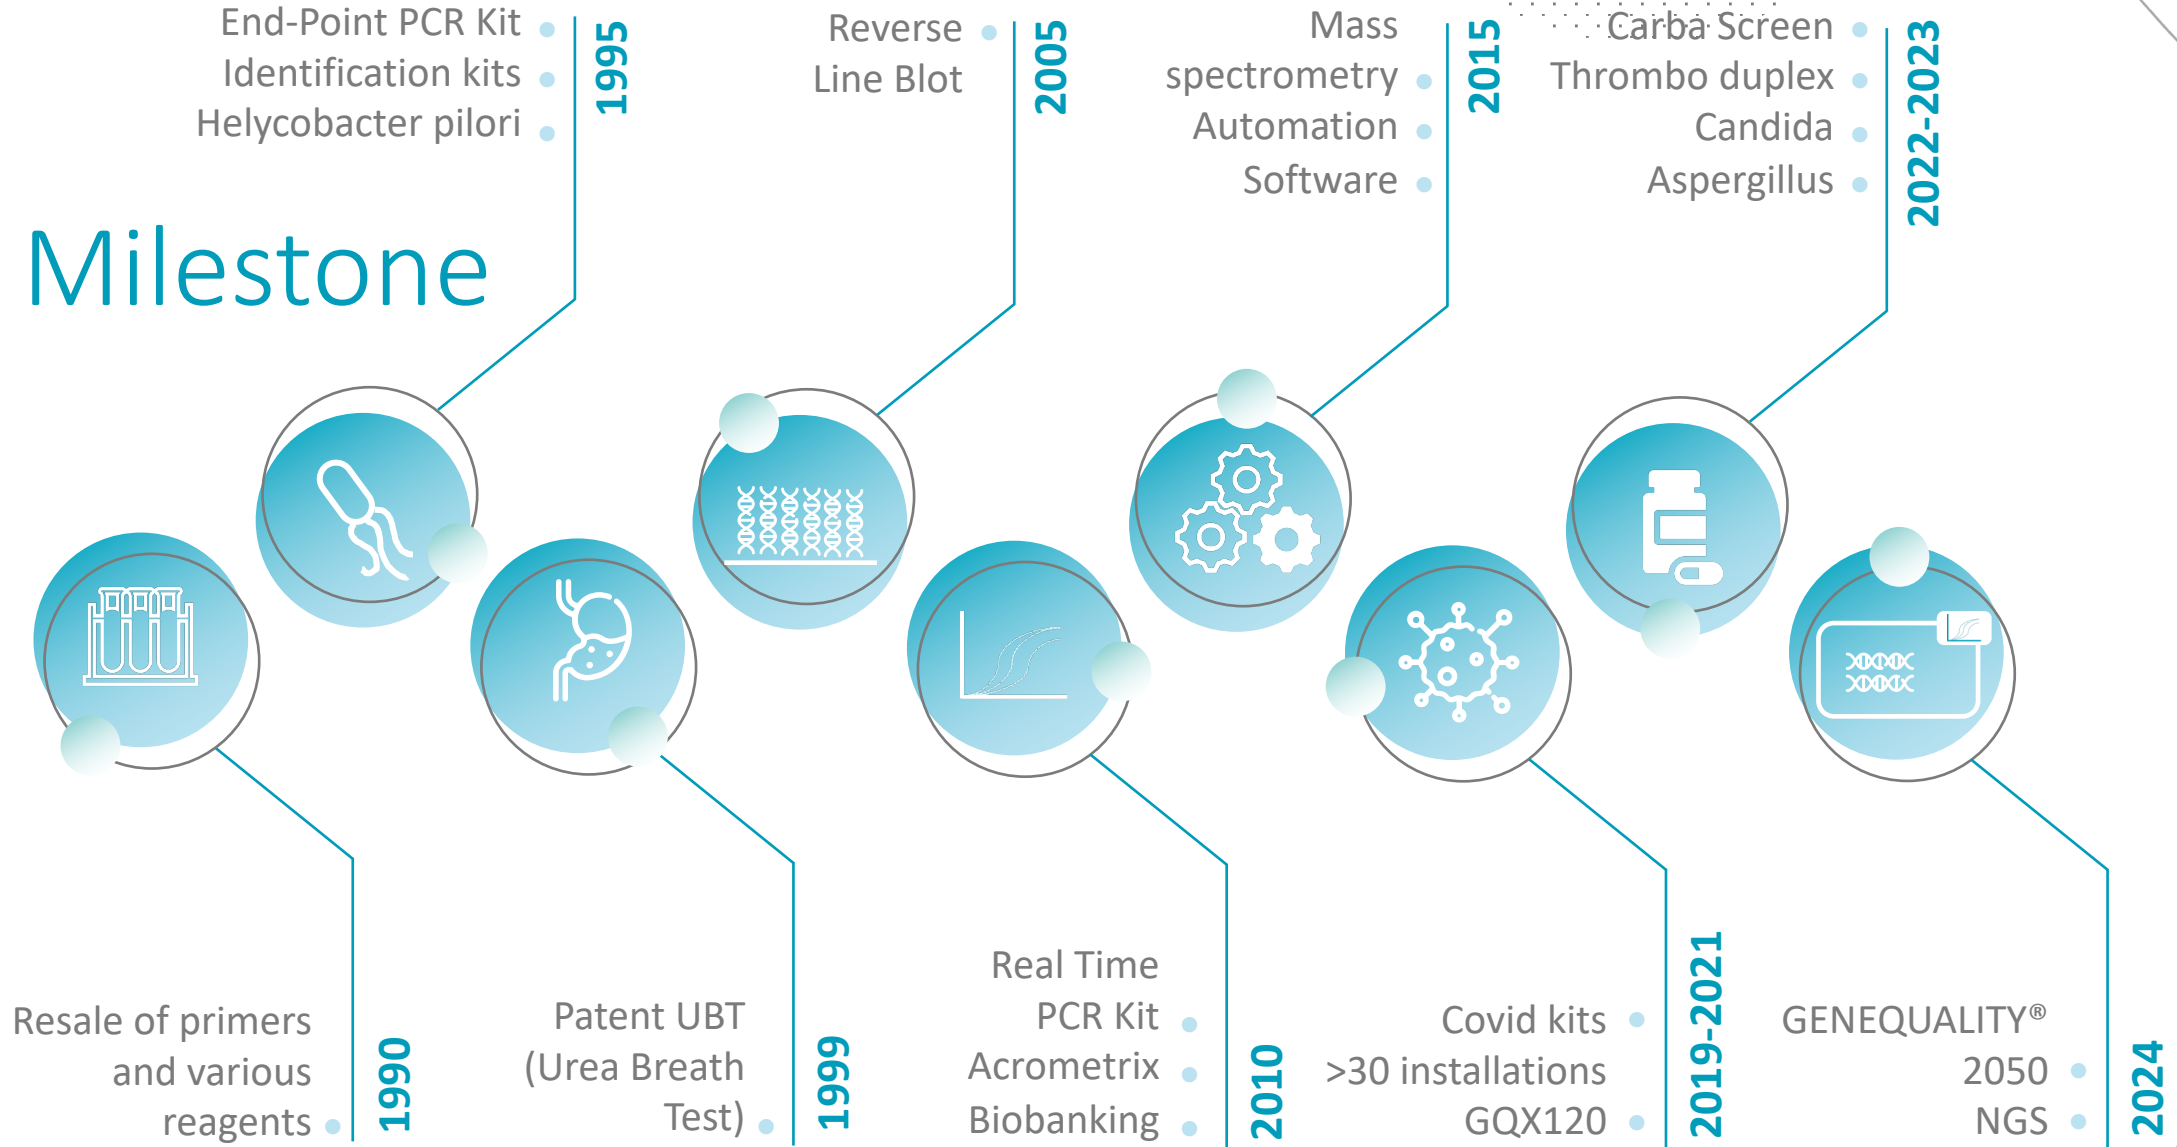 End-Point PCR Kit
Identification kits
Helycobacter pilori
1995
Reverse
Line Blot
2005
Mass
spectrometry
Automation
Software
2015
Carba Screen
Thrombo duplex
Candida
Aspergillus
2022-2023
Milestone
Resale of primers
and various
reagents
1990
Patent UBT
(Urea Breath
Test)
1999
Real Time
PCR Kit
Acrometrix
Biobanking
2010
Covid kits
>30 installations
GQX120
2019-2021
GENEQUALITY®
2050
NGS
2024